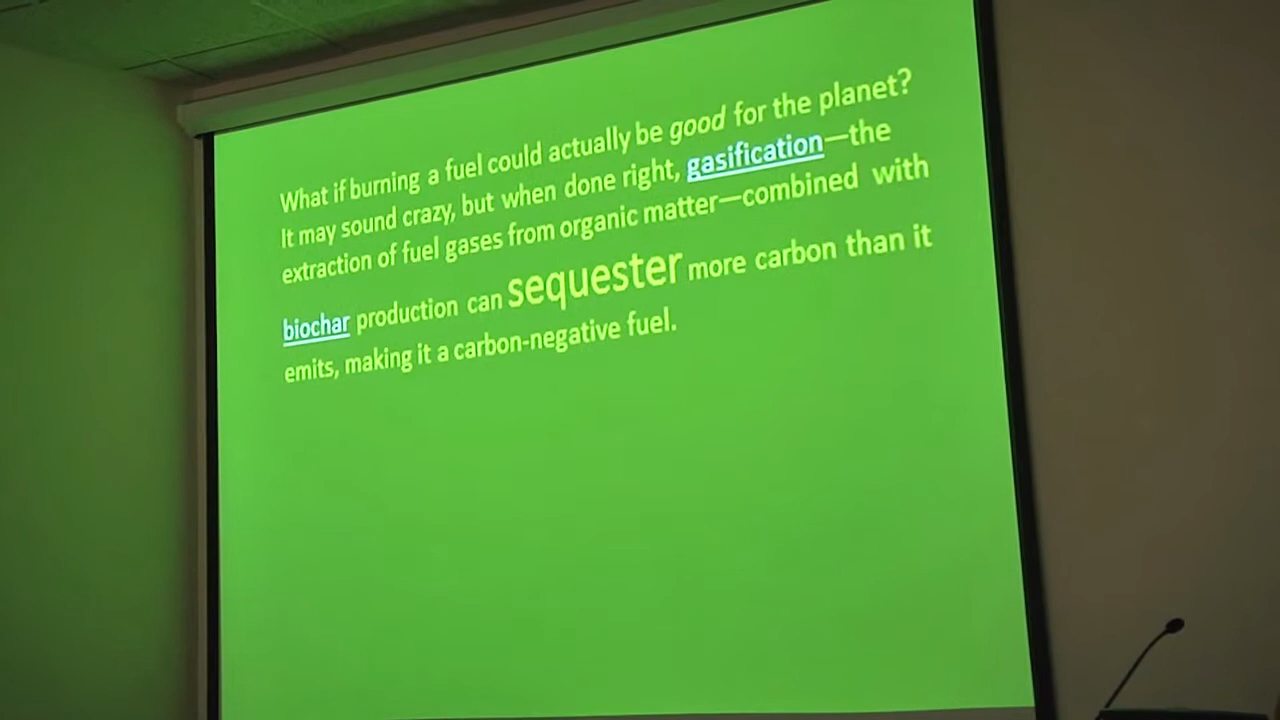 What if burning a fuel could actually be good for the planet?
It may sound crazy, but when done right, gasification—the
extraction of fuel gases from organic matter—combined with
biochar production can sequester more carbon than it
emits, making it a carbon-negative fuel.